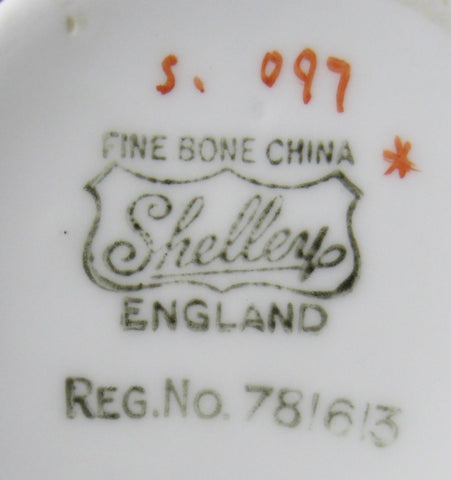 s. 097
FINE BONE CHINA *
Shelley
ENGLAND
REG. NO. 781613